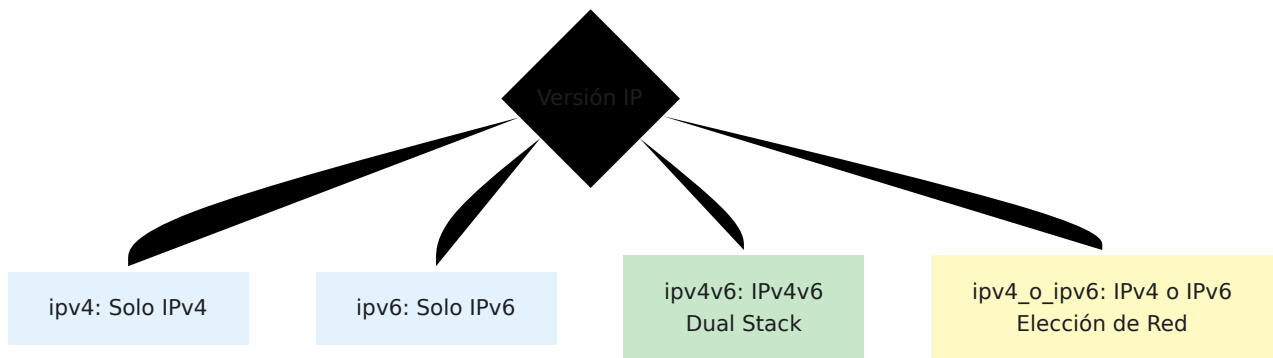 Versión IP
ipv4: Solo IPv4
ipv6: Solo IPv6
ipv4v6: IPv4v6
Dual Stack
ipv4_o_ipv6: IPv4 o IPv6
Elección de Red